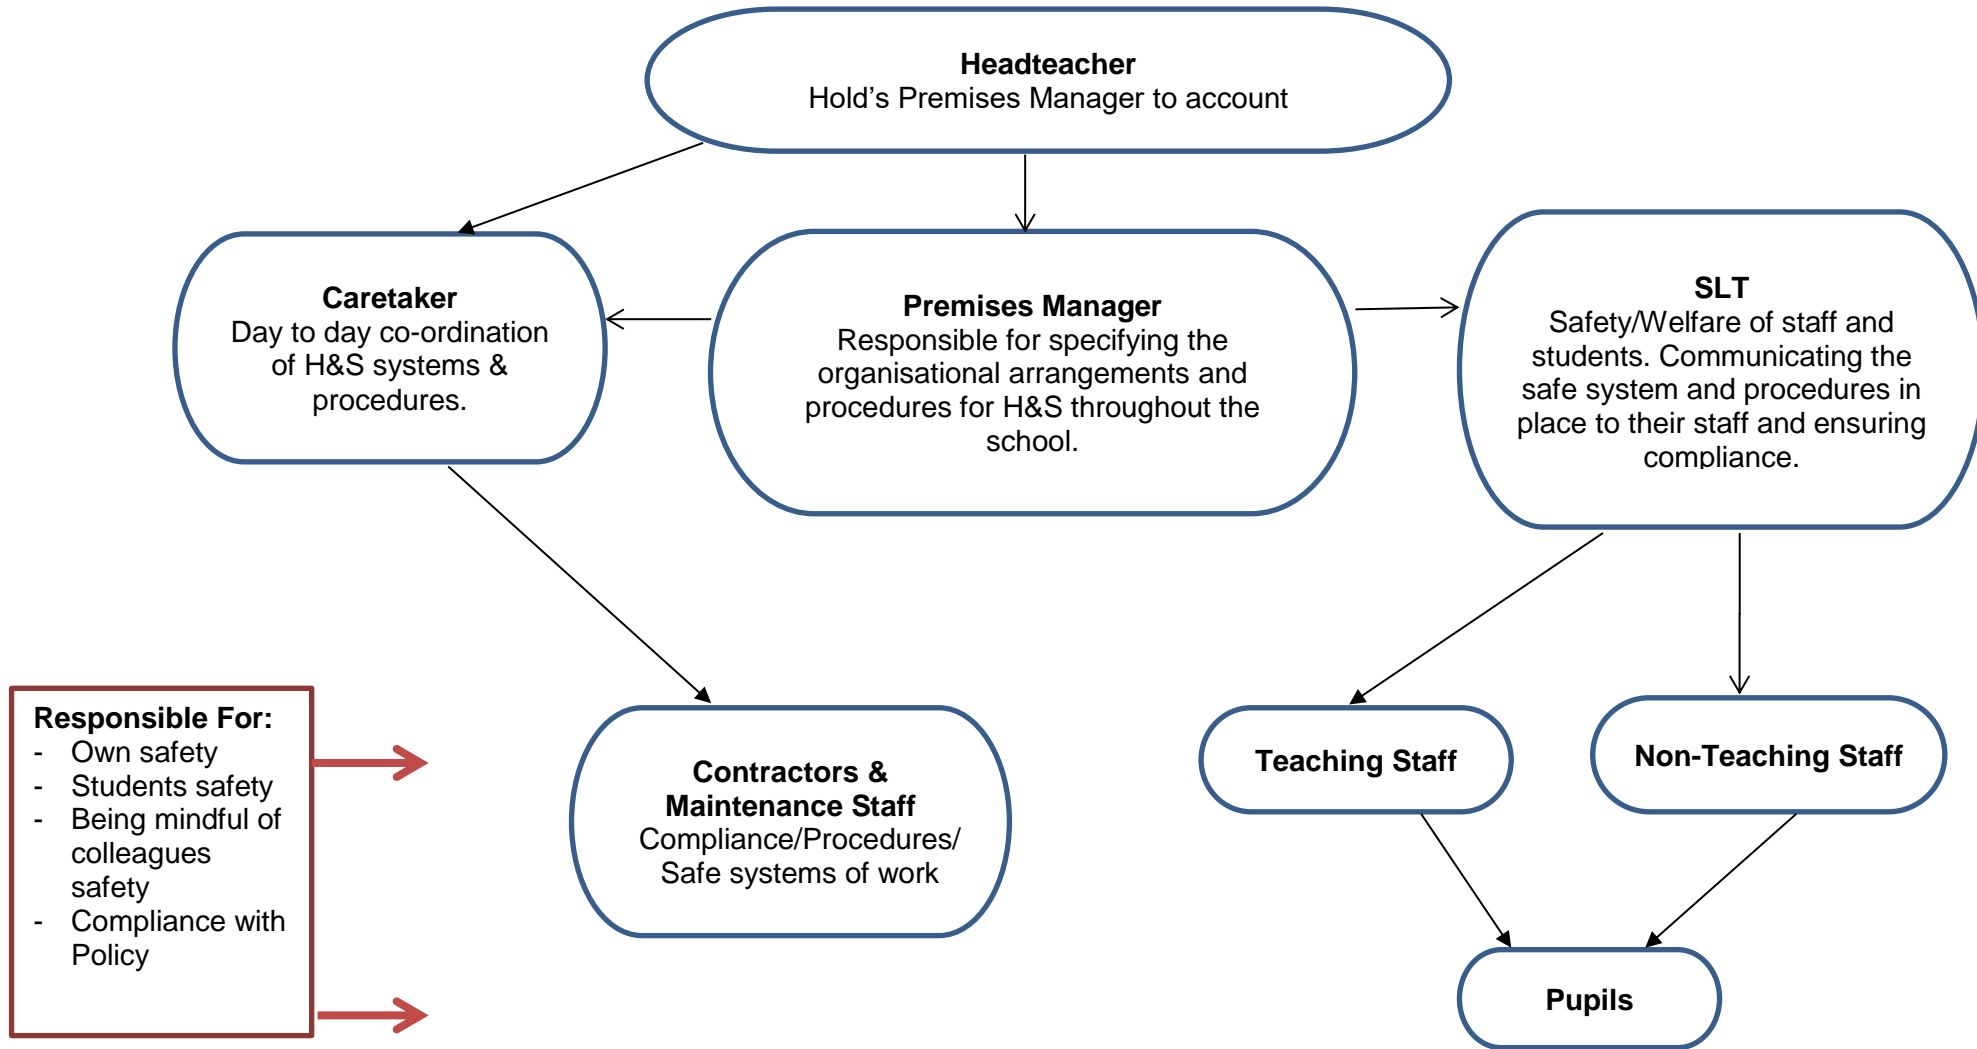 Headteacher
Hold's Premises Manager to account
Caretaker
Day to day co-ordination
of H&S systems &
procedures.
Premises Manager
Responsible for specifying the
organisational arrangements and
procedures for H&S throughout the
school.
SLT
Safety/Welfare of staff and
students. Communicating the
safe system and procedures in
place to their staff and ensuring
compliance.
Responsible For:
- Own safety
- Students safety
- Being mindful of
colleagues
safety
- Compliance with
Policy
Contractors &
Maintenance Staff
Compliance/Procedures/
Safe systems of work
Teaching Staff
Non-Teaching Staff
Pupils